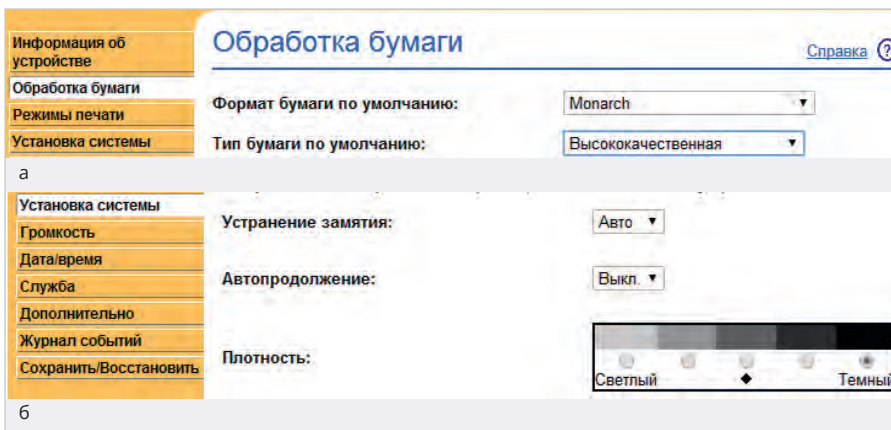 Информация об
устройстве
Обработка бумаги
Режимы печати
Установка системы
Обработка бумаги
Справка ?
Формат бумаги по умолчанию: Monarch
Тип бумаги по умолчанию: Высококачественная
а
Установка системы
Громкость
Дата/время
Служба
Дополнительно
Журнал событий
Сохранить/Восстановить
Устранение замятия: Авто
Автопродолжение: Выкл.
Плотность:
Светлый Темный
б